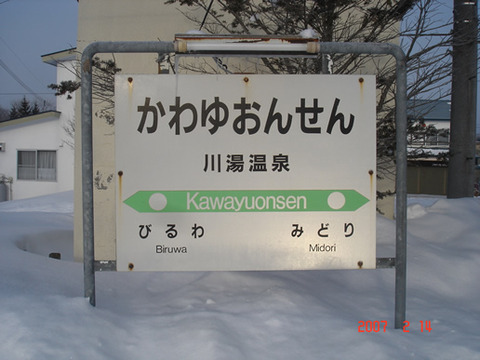 かわゆおんせん
川湯温泉
Kawayuonsen
びるわ みどり
Biruwa Midori
2007 2 14